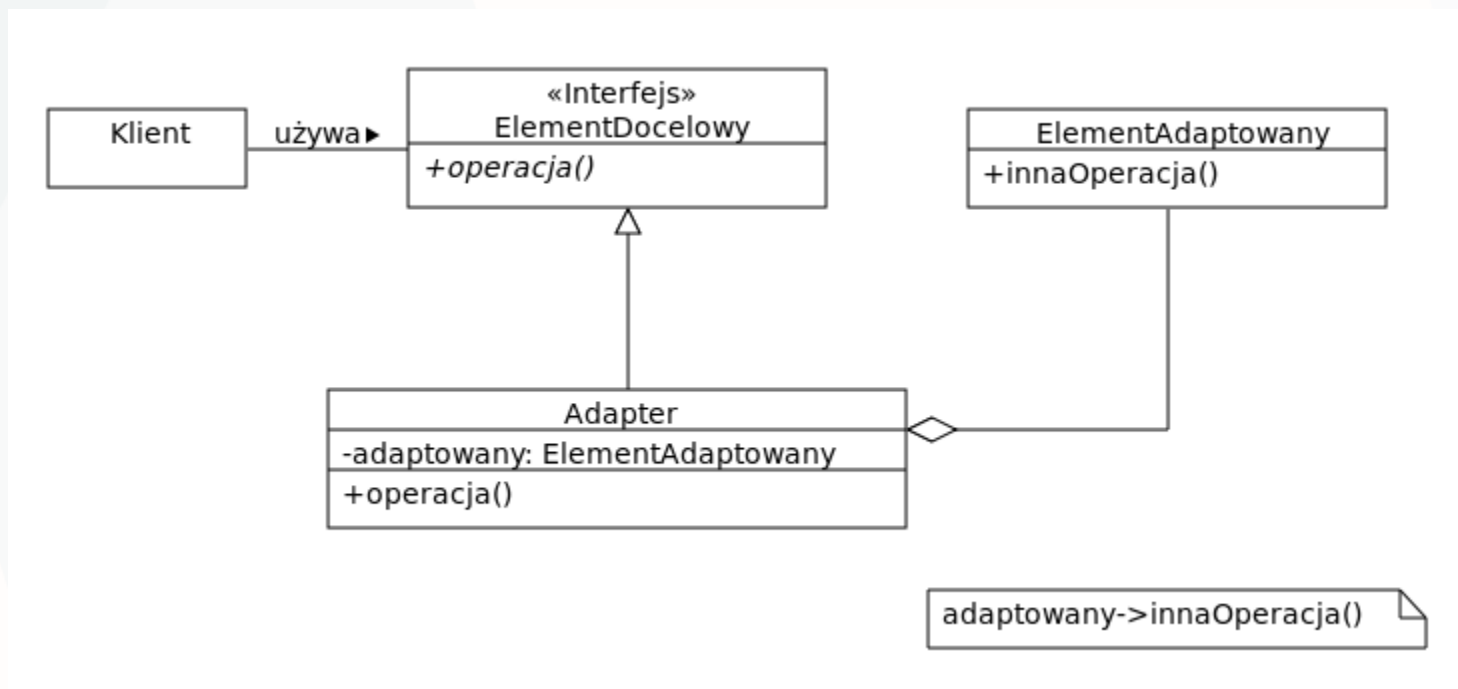 Klient
używa▶
«Interfejs»
ElementDocelowy
+operacja()
ElementAdaptowany
+innaOperacja()
Adapter
-adaptowany: ElementAdaptowany
+operacja()
adaptowany->innaOperacja()